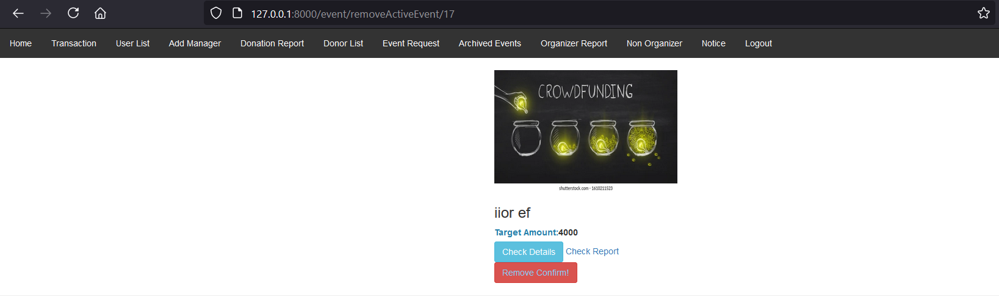 127.0.0.1:8000/event/removeActiveEvent/17
Home Transaction User List Add Manager Donation Report Donor List Event Request Archived Events Organizer Report Non Organizer Notice Logout
CROWDFUNDING
shutterstock.com · 1610211523
iior ef
Target Amount:4000
Check Details Check Report
Remove Confirm!